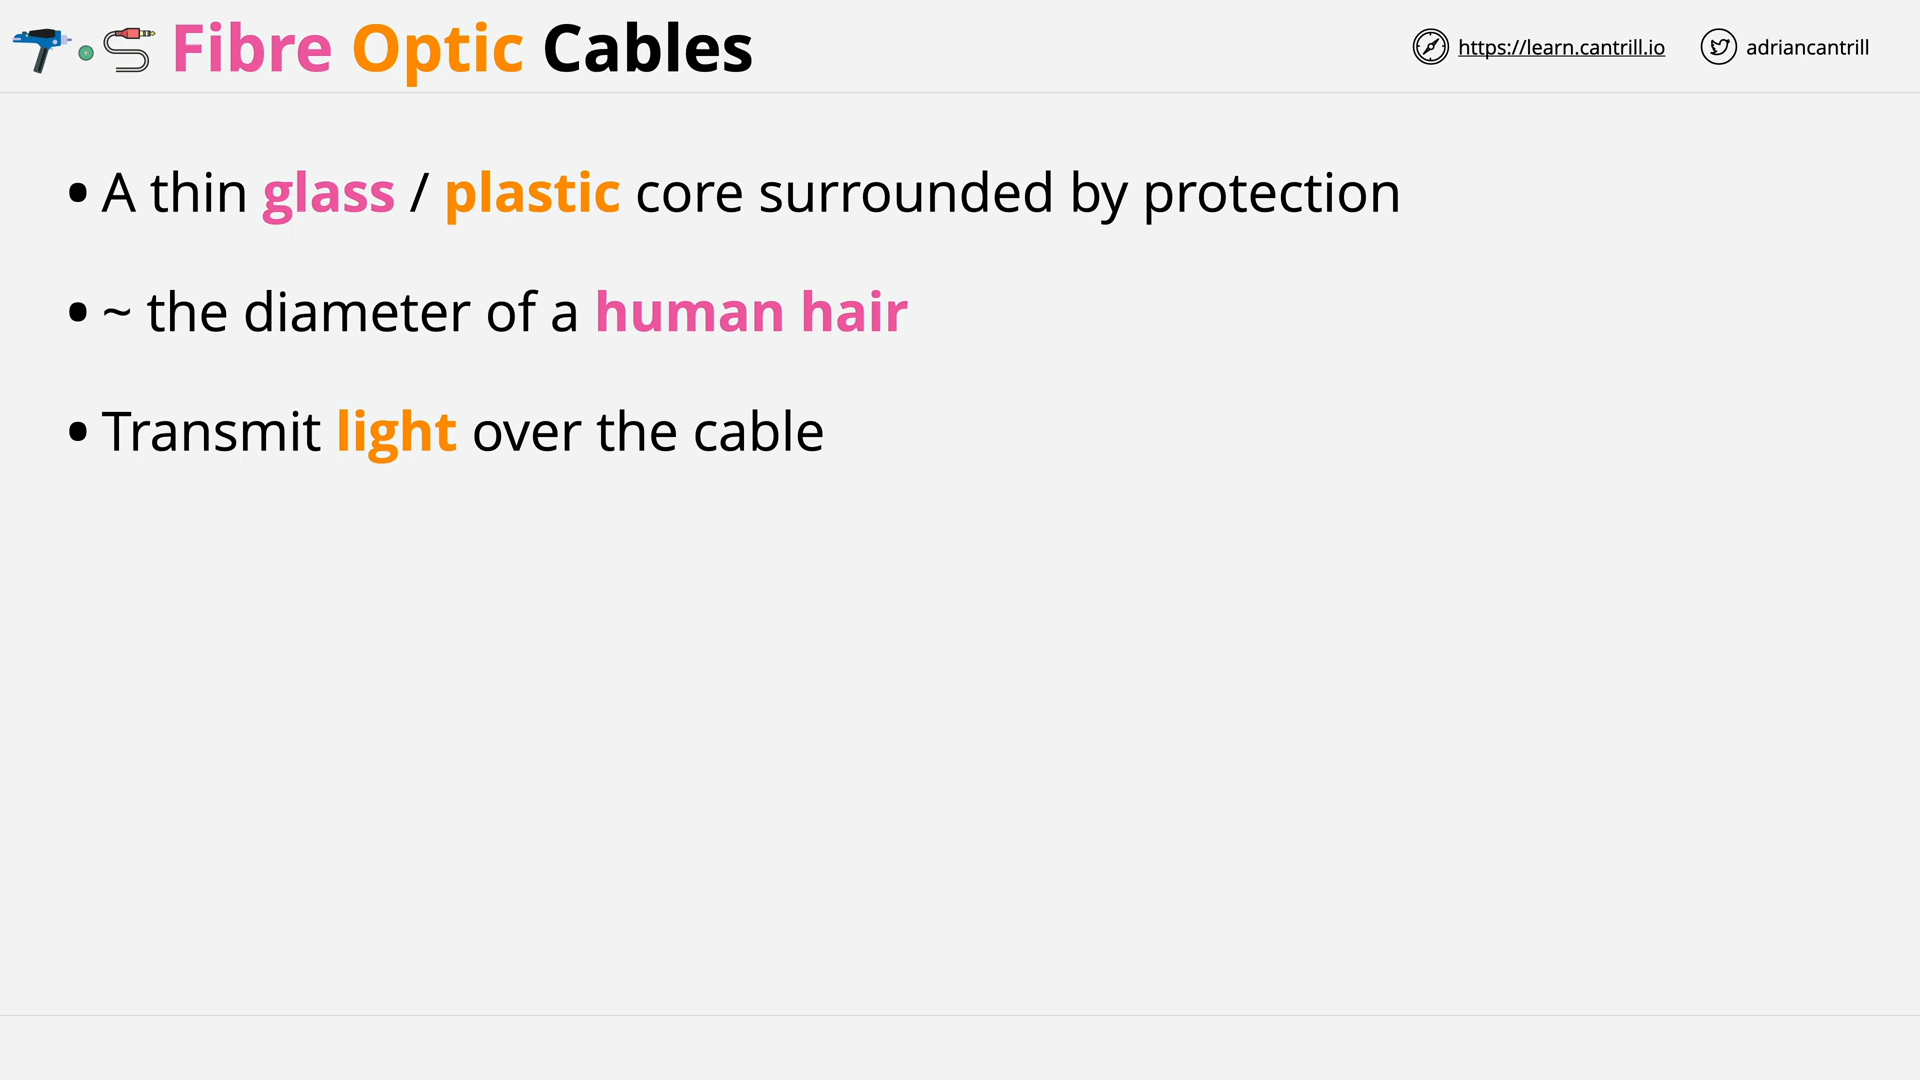 Fibre Optic Cables
https://learn.cantrill.io
adriancantrill
• A thin glass / plastic core surrounded by protection
• ~ the diameter of a human hair
• Transmit light over the cable